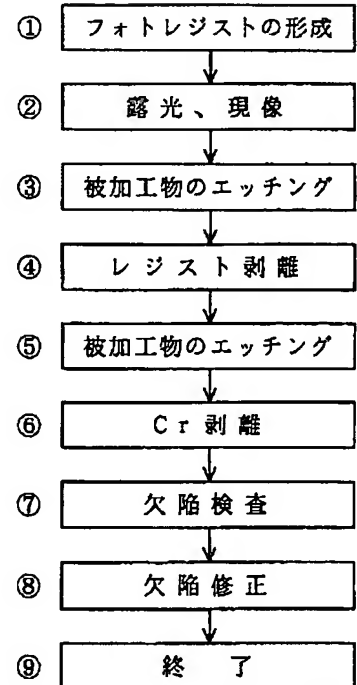 ① フォトレジストの形成
② 露光、現像
③ 被加工物のエッチング
④ レジスト剥離
⑤ 被加工物のエッチング
⑥ Cr剥離
⑦ 欠陥検査
⑧ 欠陥修正
⑨ 終了